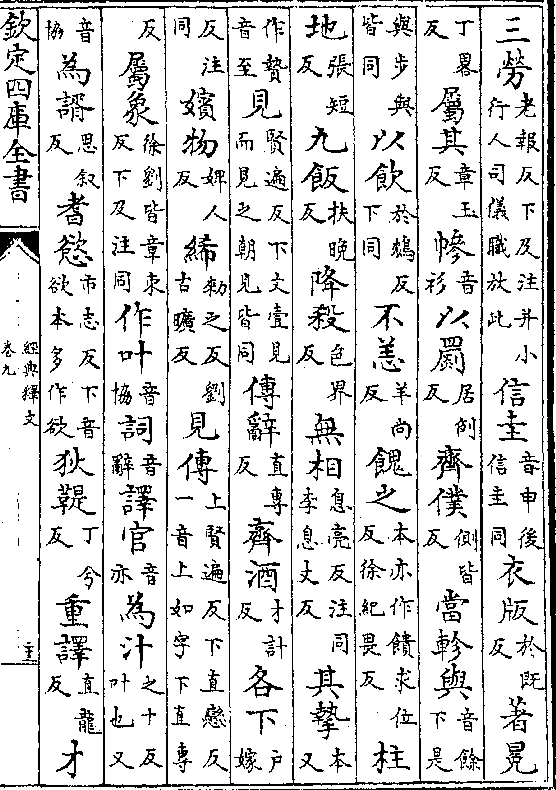 三勞老報反下及注并小行人司儀職放此信圭音申後信圭同衣版於既反著冕
丁畧反屬其章玉反幓音衫以罽居例反齊僕側皆反當軫與音餘下是
與步與皆同以飲於鴆反下同不恙羊尚反餽之本亦作饋求位反徐紀畏反柱
地張短反九飯扶晚反降殺色界反無相息亮反注同李息丈反其摯本又
作贄音至見賢遍反下文壹見而見之朝見皆同傳辭直專反齊酒才計反各下戶嫁
反注同嬪物婢人反絺勑之反劉古曠反見傳上賢遍反下直戀反一音上如字下直專
反屬象徐劉皆章束反下及注同作叶音協詞音辭譯官音亦為汁之十反叶也又
音協為諝思叙反耆慾市志反下音欲本多作欲狄鞮丁今反重譯直龍反才
欽定四庫全書
經典釋文
卷九